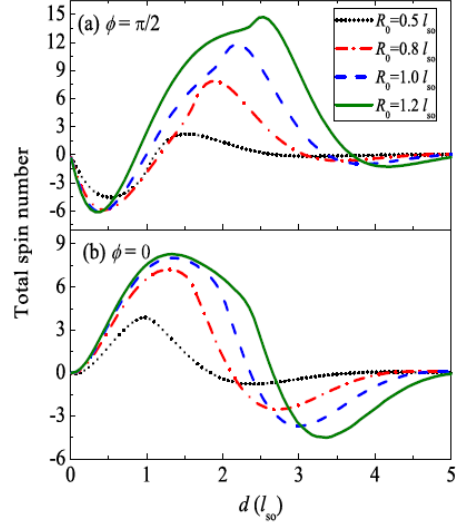 (a) ϕ = π/2
R₀=0.5 lₛₒ
R₀=0.8 lₛₒ
R₀=1.0 lₛₒ
R₀=1.2 lₛₒ
15
12
9
6
3
0
-3
-6
Total spin number
(b) ϕ = 0
9
6
3
0
-3
-6
0 1 2 3 4 5
d (lₛₒ)